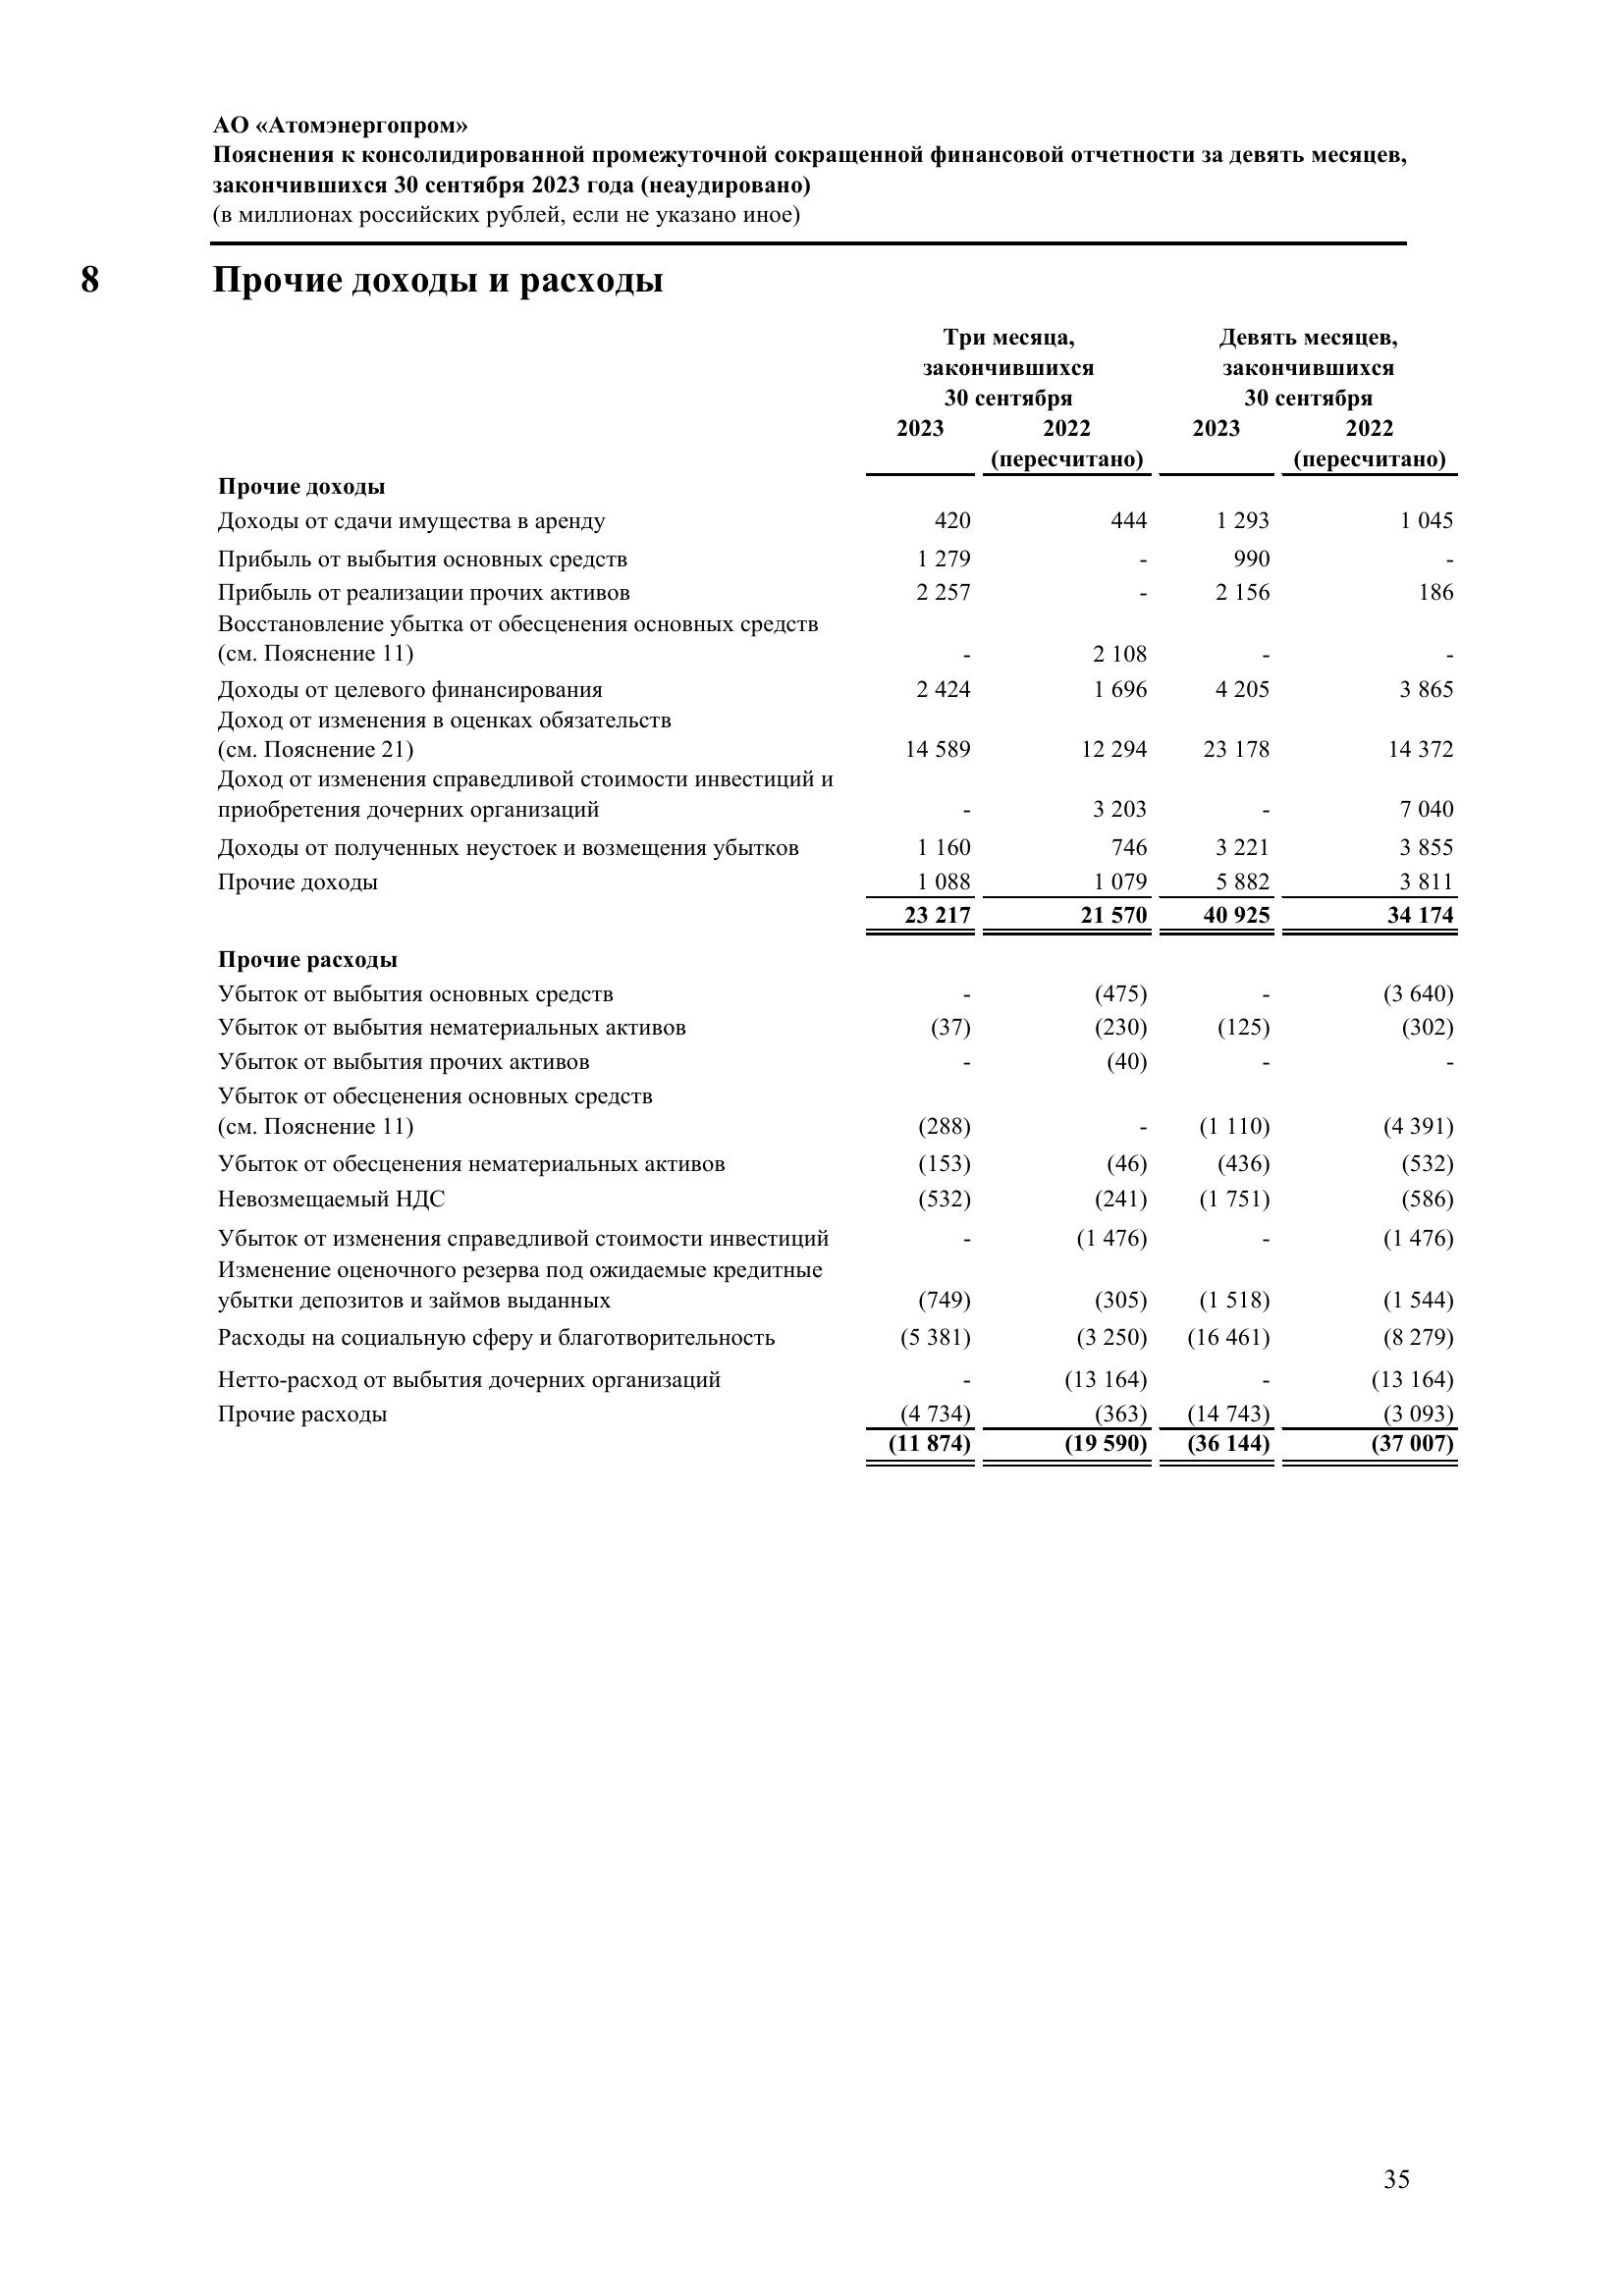 АО «Атомэнергопром»
Пояснения к консолидированной промежуточной сокращенной финансовой отчетности за девять месяцев,
закончившихся 30 сентября 2023 года (неаудировано)
(в миллионах российских рублей, если не указано иное)
8 Прочие доходы и расходы
Три месяца, Девять месяцев,
закончившихся закончившихся
30 сентября 30 сентября
2023 2022 2023 2022
(пересчитано) (пересчитано)
Прочие доходы
Доходы от сдачи имущества в аренду 420 444 1 293 1 045
Прибыль от выбытия основных средств 1 279 - 990 -
Прибыль от реализации прочих активов 2 257 - 2 156 186
Восстановление убытка от обесценения основных средств
(см. Пояснение 11) - 2 108 - -
Доходы от целевого финансирования 2 424 1 696 4 205 3 865
Доход от изменения в оценках обязательств
(см. Пояснение 21) 14 589 12 294 23 178 14 372
Доход от изменения справедливой стоимости инвестиций и
приобретения дочерних организаций - 3 203 - 7 040
Доходы от полученных неустоек и возмещения убытков 1 160 746 3 221 3 855
Прочие доходы 1 088 1 079 5 882 3 811
23 217 21 570 40 925 34 174
Прочие расходы
Убыток от выбытия основных средств - (475) - (3 640)
Убыток от выбытия нематериальных активов (37) (230) (125) (302)
Убыток от выбытия прочих активов - (40) - -
Убыток от обесценения основных средств
(см. Пояснение 11) (288) - (1 110) (4 391)
Убыток от обесценения нематериальных активов (153) (46) (436) (532)
Невозмещаемый НДС (532) (241) (1 751) (586)
Убыток от изменения справедливой стоимости инвестиций - (1 476) - (1 476)
Изменение оценочного резерва под ожидаемые кредитные
убытки депозитов и займов выданных (749) (305) (1 518) (1 544)
Расходы на социальную сферу и благотворительность (5 381) (3 250) (16 461) (8 279)
Нетто-расход от выбытия дочерних организаций - (13 164) - (13 164)
Прочие расходы (4 734) (363) (14 743) (3 093)
(11 874) (19 590) (36 144) (37 007)
35